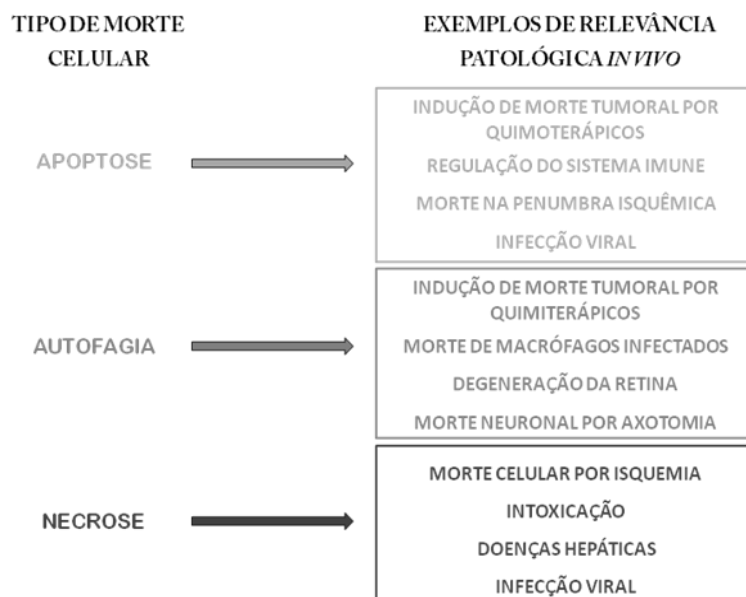 TIPO DE MORTE
CELULAR
EXEMPLOS DE RELEVÂNCIA
PATOLÓGICA IN VIVO
APOPTOSE
INDUÇÃO DE MORTE TUMORAL POR
QUIMOTERÁPICOS
REGULAÇÃO DO SISTEMA IMUNE
MORTE NA PENUMBRA ISQUÊMICA
INFECÇÃO VIRAL
AUTOFAGIA
INDUÇÃO DE MORTE TUMORAL POR
QUIMITERÁPICOS
MORTE DE MACRÓFAGOS INFECTADOS
DEGENERAÇÃO DA RETINA
MORTE NEURONAL POR AXOTOMIA
NECROSE
MORTE CELULAR POR ISQUEMIA
INTOXICAÇÃO
DOENÇAS HEPÁTICAS
INFECÇÃO VIRAL